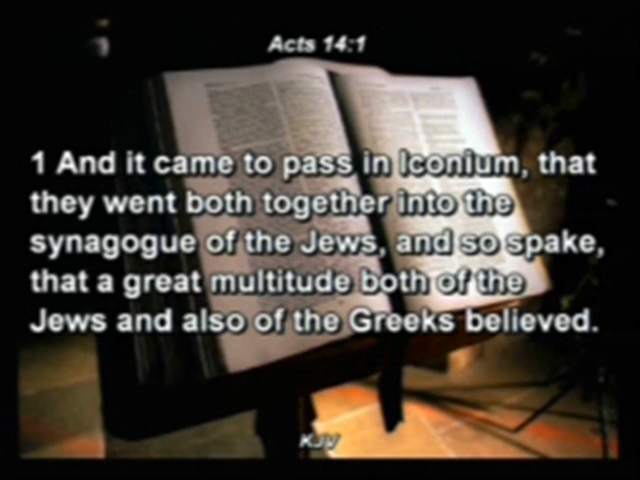 Acts 14:1
1 And it came to pass in Iconium, that
they went both together into the
synagogue of the Jews, and so spake,
that a great multitude both of the
Jews and also of the Greeks believed.
KJV